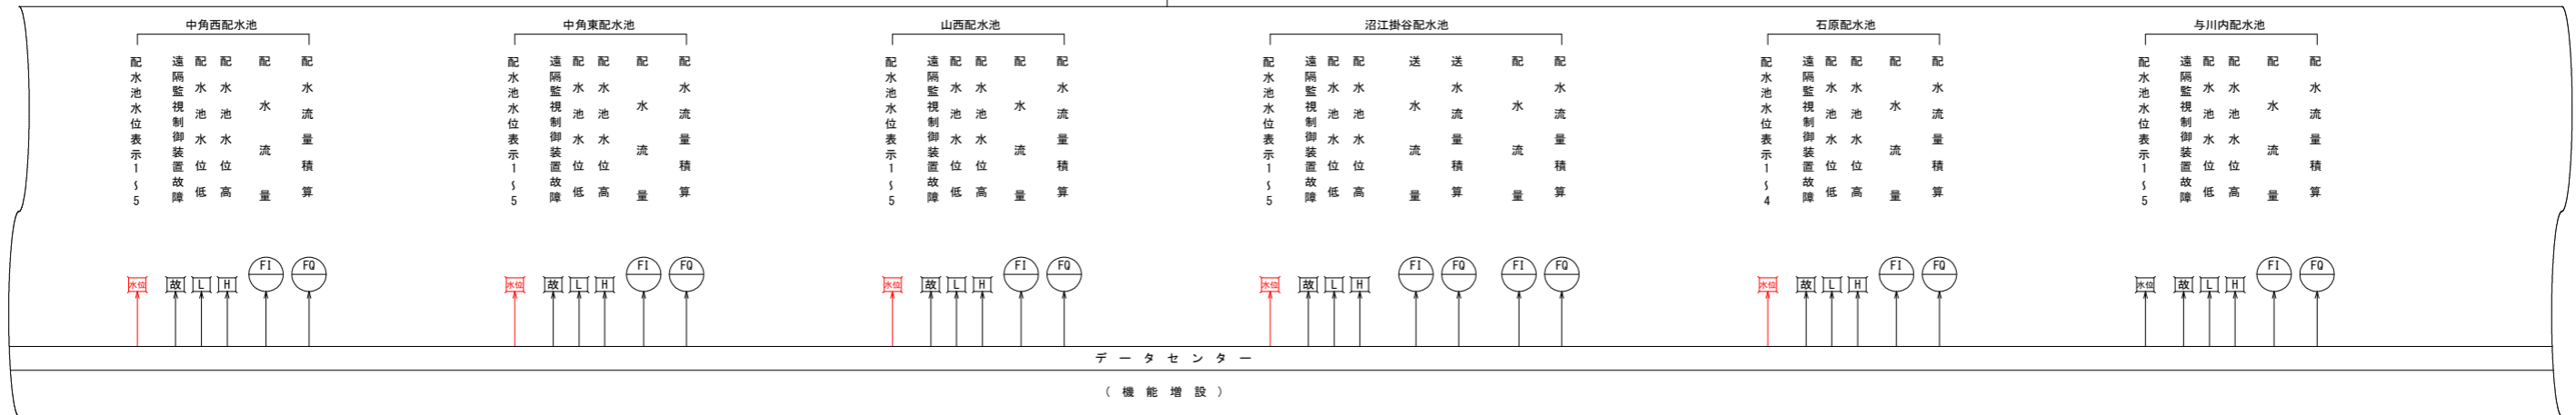 中角西配水池
配水池水位表示1~5
遠隔監視制御装置故障
配水池水位低
配水池水位高
配水流量
配水流量積算
水位
故
L
H
FI
FQ
中角東配水池
配水池水位表示1~5
遠隔監視制御装置故障
配水池水位低
配水池水位高
配水流量
配水流量積算
水位
故
L
H
FI
FQ
山西配水池
配水池水位表示1~5
遠隔監視制御装置故障
配水池水位低
配水池水位高
配水流量
配水流量積算
水位
故
L
H
FI
FQ
沼江掛谷配水池
配水池水位表示1~5
遠隔監視制御装置故障
配水池水位低
配水池水位高
送水流量
送水流量積算
配水流量
配水流量積算
水位
故
L
H
FI
FQ
FI
FQ
石原配水池
配水池水位表示1~4
遠隔監視制御装置故障
配水池水位低
配水池水位高
配水流量
配水流量積算
水位
故
L
H
FI
FQ
与川内配水池
配水池水位表示1~5
遠隔監視制御装置故障
配水池水位低
配水池水位高
配水流量
配水流量積算
水位
故
L
H
FI
FQ
データセンター
(機能増設)